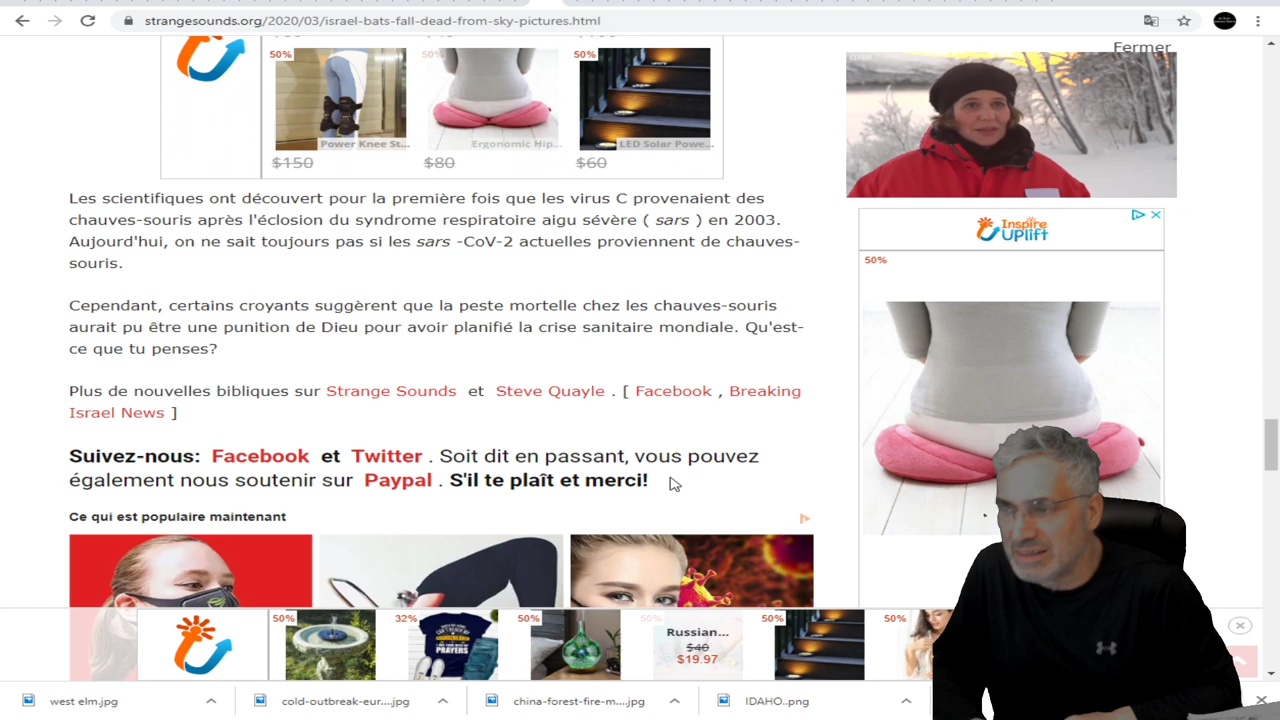 strangesounds.org/2020/03/israel-bats-fall-dead-from-sky-pictures.html
Fermer
50%
50%
50%
Power Knee St...
Ergonomic Hip...
LED Solar Powe...
$150
$80
$60
Les scientifiques ont découvert pour la première fois que les virus C provenaient des
chauves-souris après l'éclosion du syndrome respiratoire aigu sévère ( sars ) en 2003.
Aujourd'hui, on ne sait toujours pas si les sars -CoV-2 actuelles proviennent de chauves-
souris.
Cependant, certains croyants suggèrent que la peste mortelle chez les chauves-souris
aurait pu être une punition de Dieu pour avoir planifié la crise sanitaire mondiale. Qu'est-
ce que tu penses?
Plus de nouvelles bibliques sur Strange Sounds et Steve Quayle . [ Facebook , Breaking
Israel News ]
Suivez-nous: Facebook et Twitter . Soit dit en passant, vous pouvez
également nous soutenir sur Paypal . S'il te plaît et merci!
Ce qui est populaire maintenant
Inspire
Uplift
50%
50%
32%
PRAYERS
50%
50%
Russian...
$40
$19.97
50%
50%
west elm.jpg
cold-outbreak-eur....jpg
china-forest-fire-m....jpg
IDAHO..png